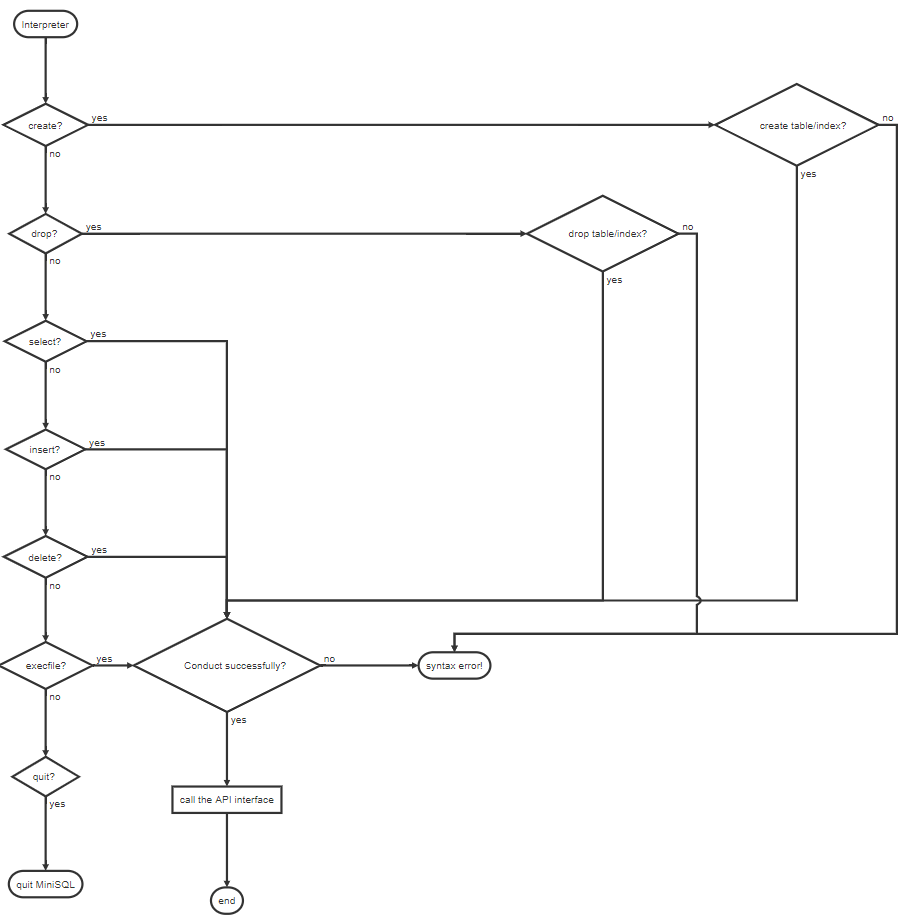 Interpreter
create?
yes
create table/index?
no
no
yes
drop?
yes
drop table/index?
no
no
yes
select?
yes
no
insert?
yes
no
delete?
yes
no
execfile?
yes
Conduct successfully?
no
syntax error!
no
yes
quit?
yes
call the API interface
quit MiniSQL
end